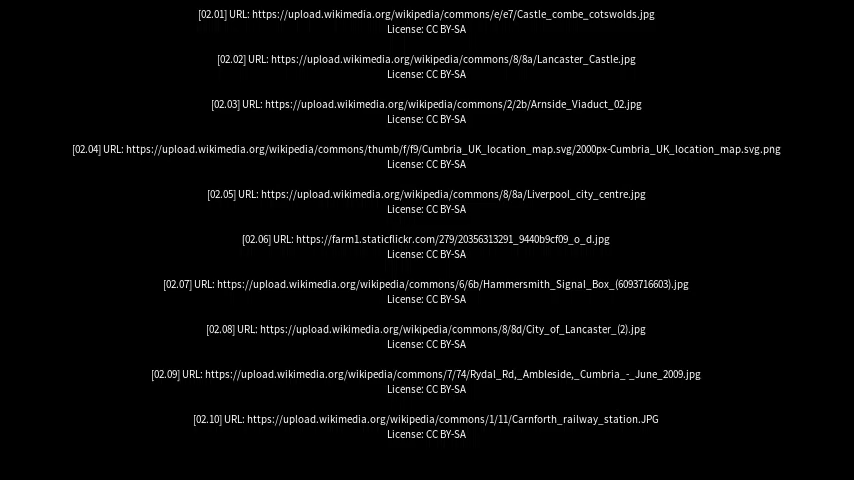 [02.01] URL: https://upload.wikimedia.org/wikipedia/commons/e/e7/Castle_combe_cotswolds.jpg
License: CC BY-SA
[02.02] URL: https://upload.wikimedia.org/wikipedia/commons/8/8a/Lancaster_Castle.jpg
License: CC BY-SA
[02.03] URL: https://upload.wikimedia.org/wikipedia/commons/2/2b/Arnside_Viaduct_02.jpg
License: CC BY-SA
[02.04] URL: https://upload.wikimedia.org/wikipedia/commons/thumb/f/f9/Cumbria_UK_location_map.svg/2000px-Cumbria_UK_location_map.svg.png
License: CC BY-SA
[02.05] URL: https://upload.wikimedia.org/wikipedia/commons/8/8a/Liverpool_city_centre.jpg
License: CC BY-SA
[02.06] URL: https://farm1.staticflickr.com/279/20356313291_9440b9cf09_o_d.jpg
License: CC BY-SA
[02.07] URL: https://upload.wikimedia.org/wikipedia/commons/6/6b/Hammersmith_Signal_Box_(6093716603).jpg
License: CC BY-SA
[02.08] URL: https://upload.wikimedia.org/wikipedia/commons/8/8d/City_of_Lancaster_(2).jpg
License: CC BY-SA
[02.09] URL: https://upload.wikimedia.org/wikipedia/commons/7/74/Rydal_Rd,_Ambleside,_Cumbria_-_June_2009.jpg
License: CC BY-SA
[02.10] URL: https://upload.wikimedia.org/wikipedia/commons/1/11/Carnforth_railway_station.JPG
License: CC BY-SA